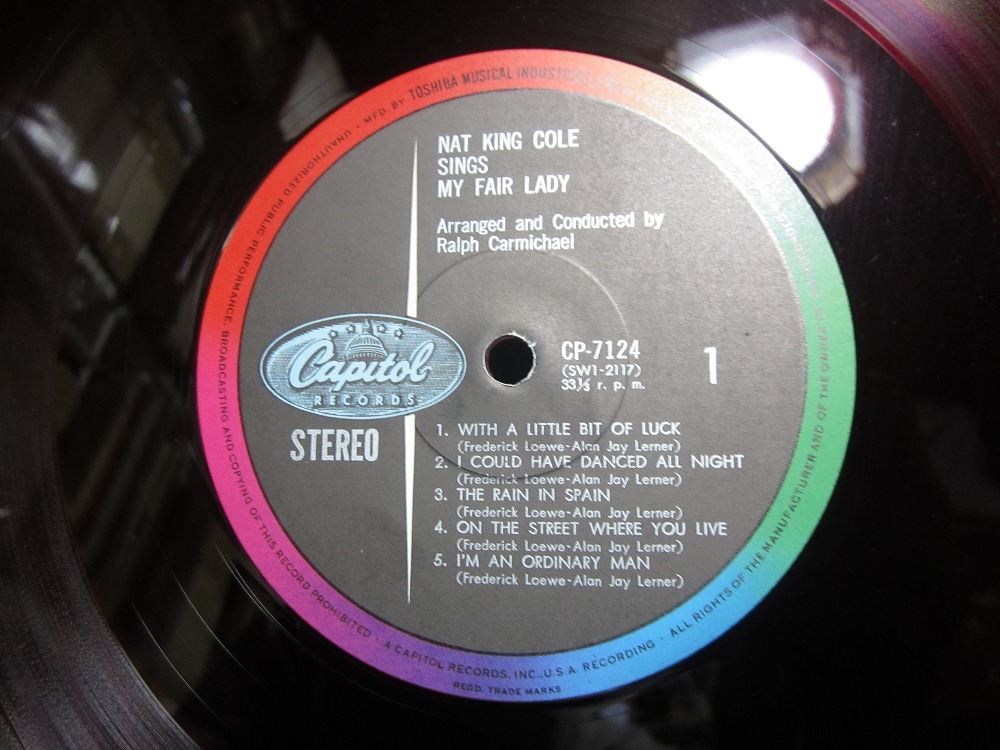 NAT KING COLE
SINGS
MY FAIR LADY
Arranged and Conducted by
Ralph Carmichael
Capitol
RECORDS
STEREO
CP-7124
(SW1-2117)
33⅓ r. p. m.
1
1. WITH A LITTLE BIT OF LUCK
(Frederick Loewe-Alan Jay Lerner)
2. I COULD HAVE DANCED ALL NIGHT
(Frederick Loewe-Alan Jay Lerner)
3. THE RAIN IN SPAIN
(Frederick Loewe-Alan Jay Lerner)
4. ON THE STREET WHERE YOU LIVE
(Frederick Loewe-Alan Jay Lerner)
5. I'M AN ORDINARY MAN
(Frederick Loewe-Alan Jay Lerner)
MFD. BY TOSHIBA MUSICAL INDUSTRIES
ALL RIGHTS OF THE MANUFACTURER AND OF THE OWNER OF
UNAUTHORIZED PUBLIC PERFORMANCE, BROADCASTING AND COPYING OF THIS RECORD PROHIBITED · A CAPITOL RECORDS, INC., U.S.A. RECORDING ·
REGD. TRADE MARKS